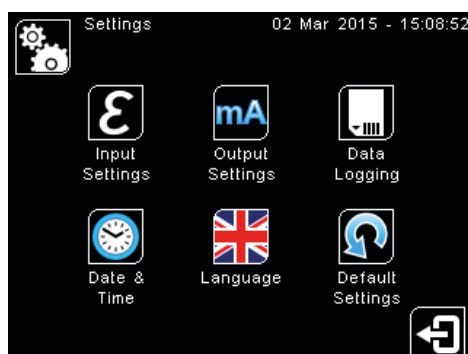 Settings
02 Mar 2015 - 15:08:52
ε
mA
Input
Settings
Output
Settings
Data
Logging
Date &
Time
Language
Default
Settings